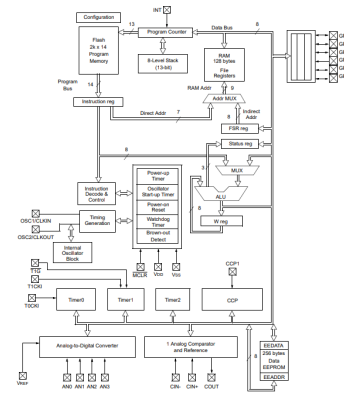 INT
Configuration
13
Program Counter
Data Bus
8
Flash
2k x 14
Program
Memory
8-Level Stack
(13-bit)
RAM
128 bytes
File
Registers
Program
Bus
14
RAM Addr
9
Addr MUX
Instruction reg
Direct Addr
7
8
Indirect
Addr
FSR reg
Status reg
8
3
MUX
Power-up
Timer
Instruction
Decode &
Control
Oscillator
Start-up Timer
ALU
Power-on
Reset
8
OSC1/CLKIN
Timing
Generation
Watchdog
Timer
W reg
OSC2/CLKOUT
Brown-out
Detect
Internal
Oscillator
Block
T1G
MCLR
VDD
VSS
CCP1
T1CKI
T0CKI
Timer0
Timer1
Timer2
CCP
Analog-to-Digital Converter
1 Analog Comparator
and Reference
8
EEDATA
256 bytes
Data
EEPROM
EEADDR
VREF
AN0
AN1
AN2
AN3
CIN-
CIN+
COUT